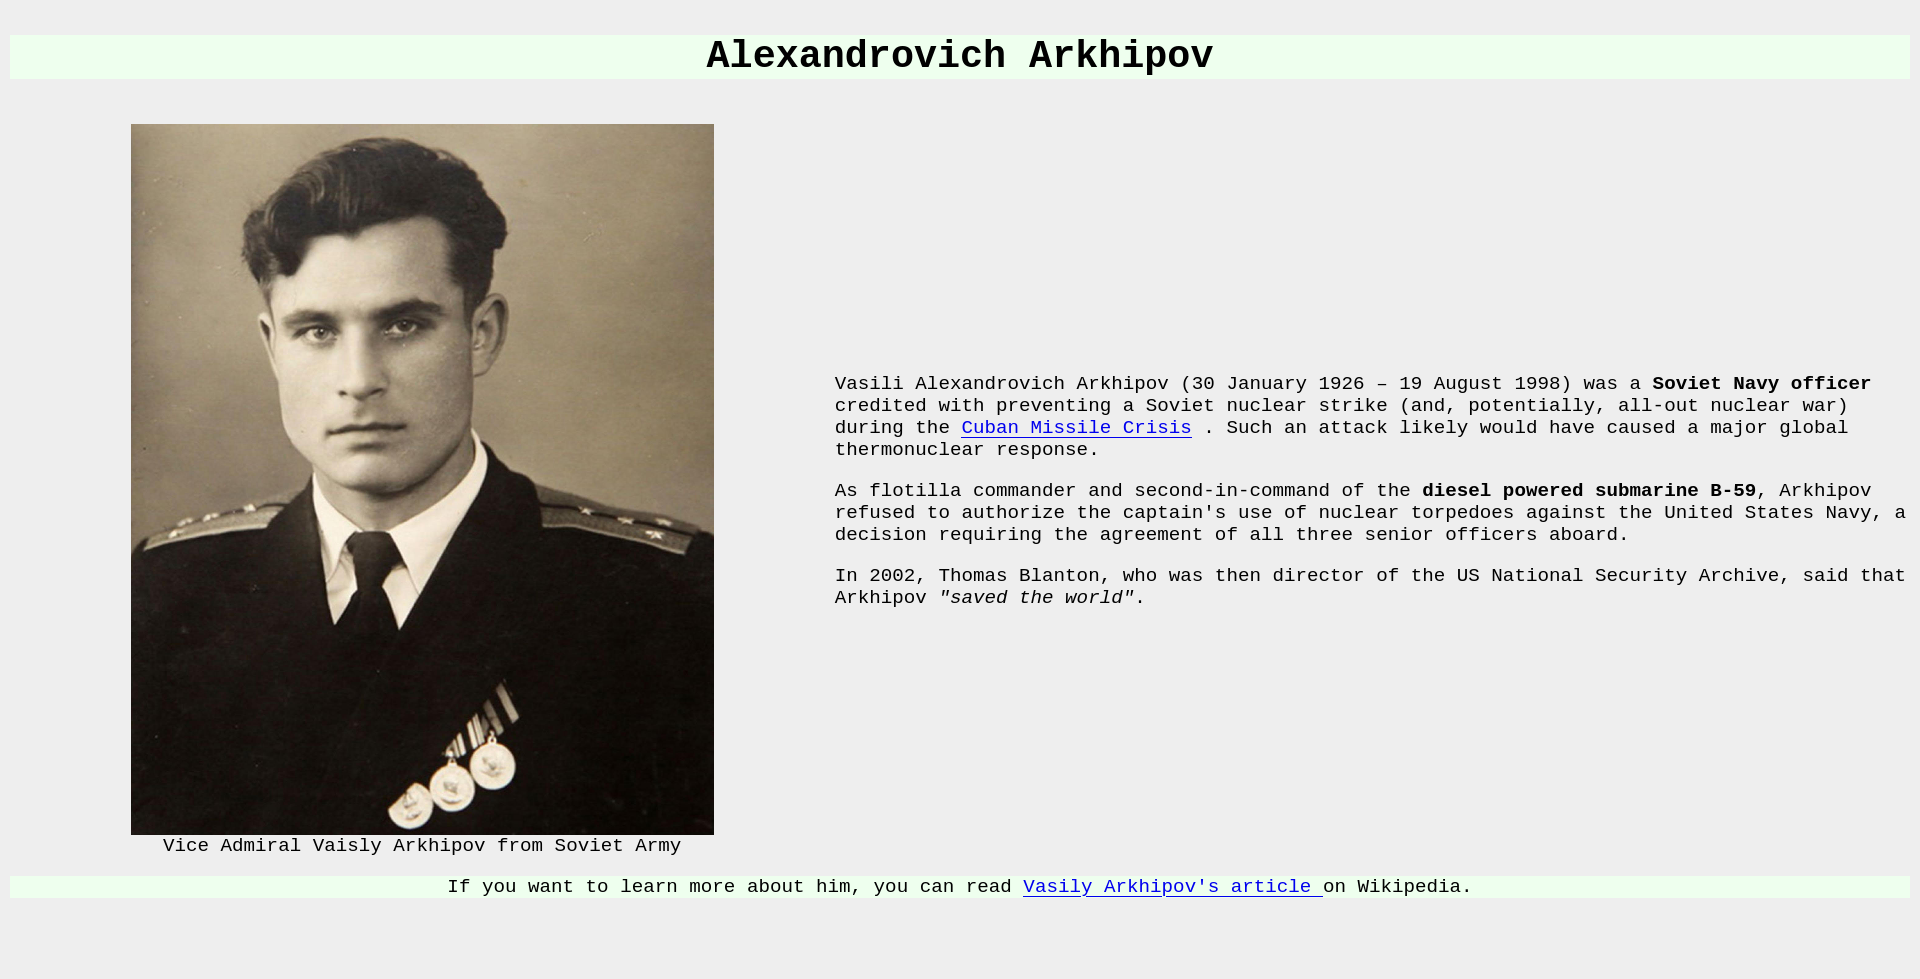 Alexandrovich Arkhipov
Vasili Alexandrovich Arkhipov (30 January 1926 – 19 August 1998) was a Soviet Navy officer
credited with preventing a Soviet nuclear strike (and, potentially, all-out nuclear war)
during the Cuban Missile Crisis . Such an attack likely would have caused a major global
thermonuclear response.
As flotilla commander and second-in-command of the diesel powered submarine B-59, Arkhipov
refused to authorize the captain's use of nuclear torpedoes against the United States Navy, a
decision requiring the agreement of all three senior officers aboard.
In 2002, Thomas Blanton, who was then director of the US National Security Archive, said that
Arkhipov "saved the world".
Vice Admiral Vaisly Arkhipov from Soviet Army
If you want to learn more about him, you can read Vasily Arkhipov's article on Wikipedia.